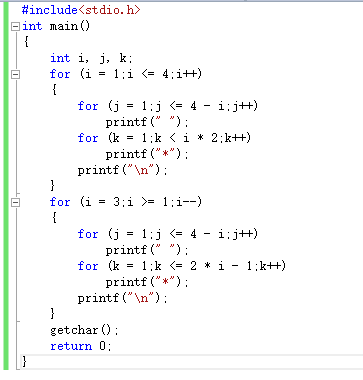 #include<stdio.h>
int main()
{
    int i, j, k;
    for (i = 1;i <= 4;i++)
    {
        for (j = 1;j <= 4 - i;j++)
            printf(" ");
        for (k = 1;k < i * 2;k++)
            printf("*");
        printf("\n");
    }
    for (i = 3;i >= 1;i--)
    {
        for (j = 1;j <= 4 - i;j++)
            printf(" ");
        for (k = 1;k <= 2 * i - 1;k++)
            printf("*");
        printf("\n");
    }
    getchar();
    return 0;
}